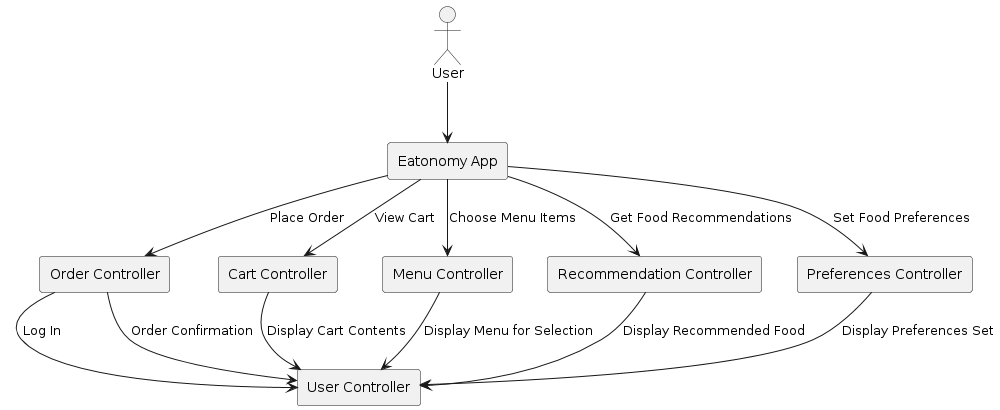 User
Eatonomy App
Place Order
View Cart
Choose Menu Items
Get Food Recommendations
Set Food Preferences
Order Controller
Cart Controller
Menu Controller
Recommendation Controller
Preferences Controller
Log In
Order Confirmation
Display Cart Contents
Display Menu for Selection
Display Recommended Food
Display Preferences Set
User Controller